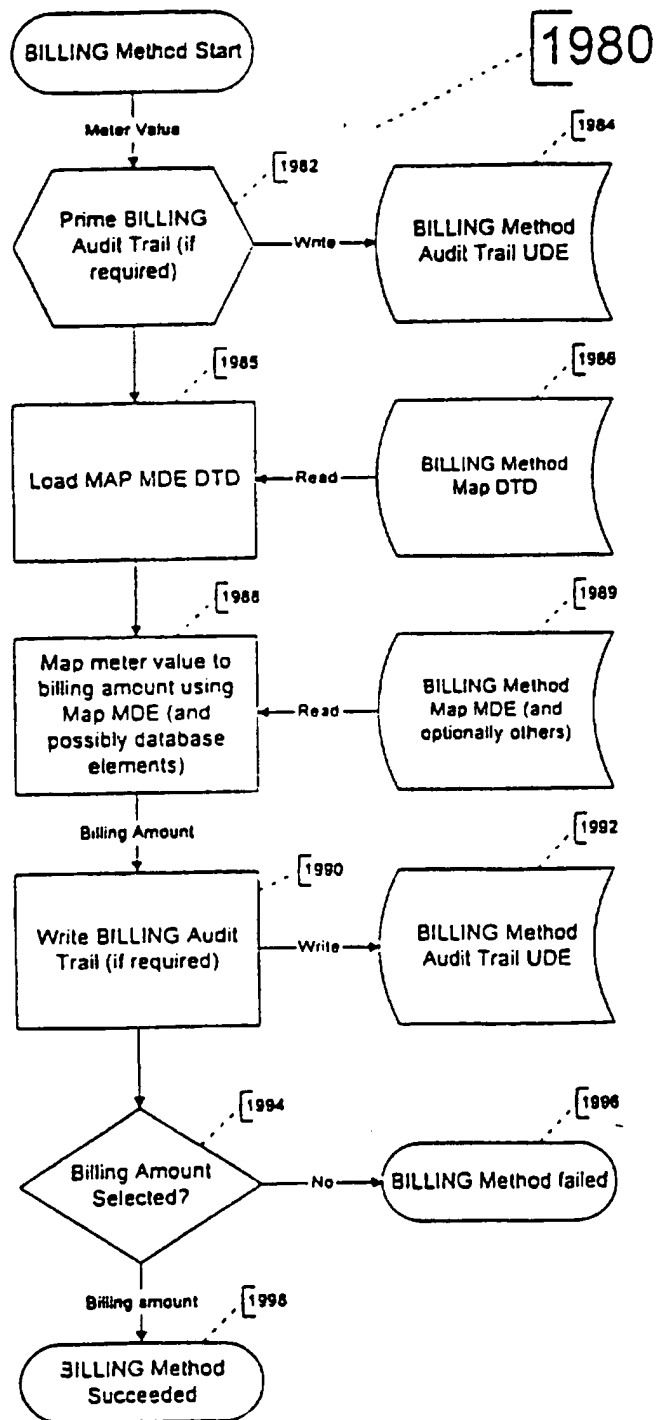 BILLING Method Start
1980
Meter Value
1982
1984
Prime BILLING
Audit Trail (if
required)
Write
BILLING Method
Audit Trail UDE
1985
1986
Load MAP MDE DTD
Read
BILLING Method
Map DTD
1988
1989
Map meter value to
billing amount using
Map MDE (and
possibly database
elements)
Read
BILLING Method
Map MDE (and
optionally others)
Billing Amount
1990
1992
Write BILLING Audit
Trail (if required)
Write
BILLING Method
Audit Trail UDE
1994
1996
Billing Amount
Selected?
No
BILLING Method failed
Billing amount
1998
BILLING Method
Succeeded